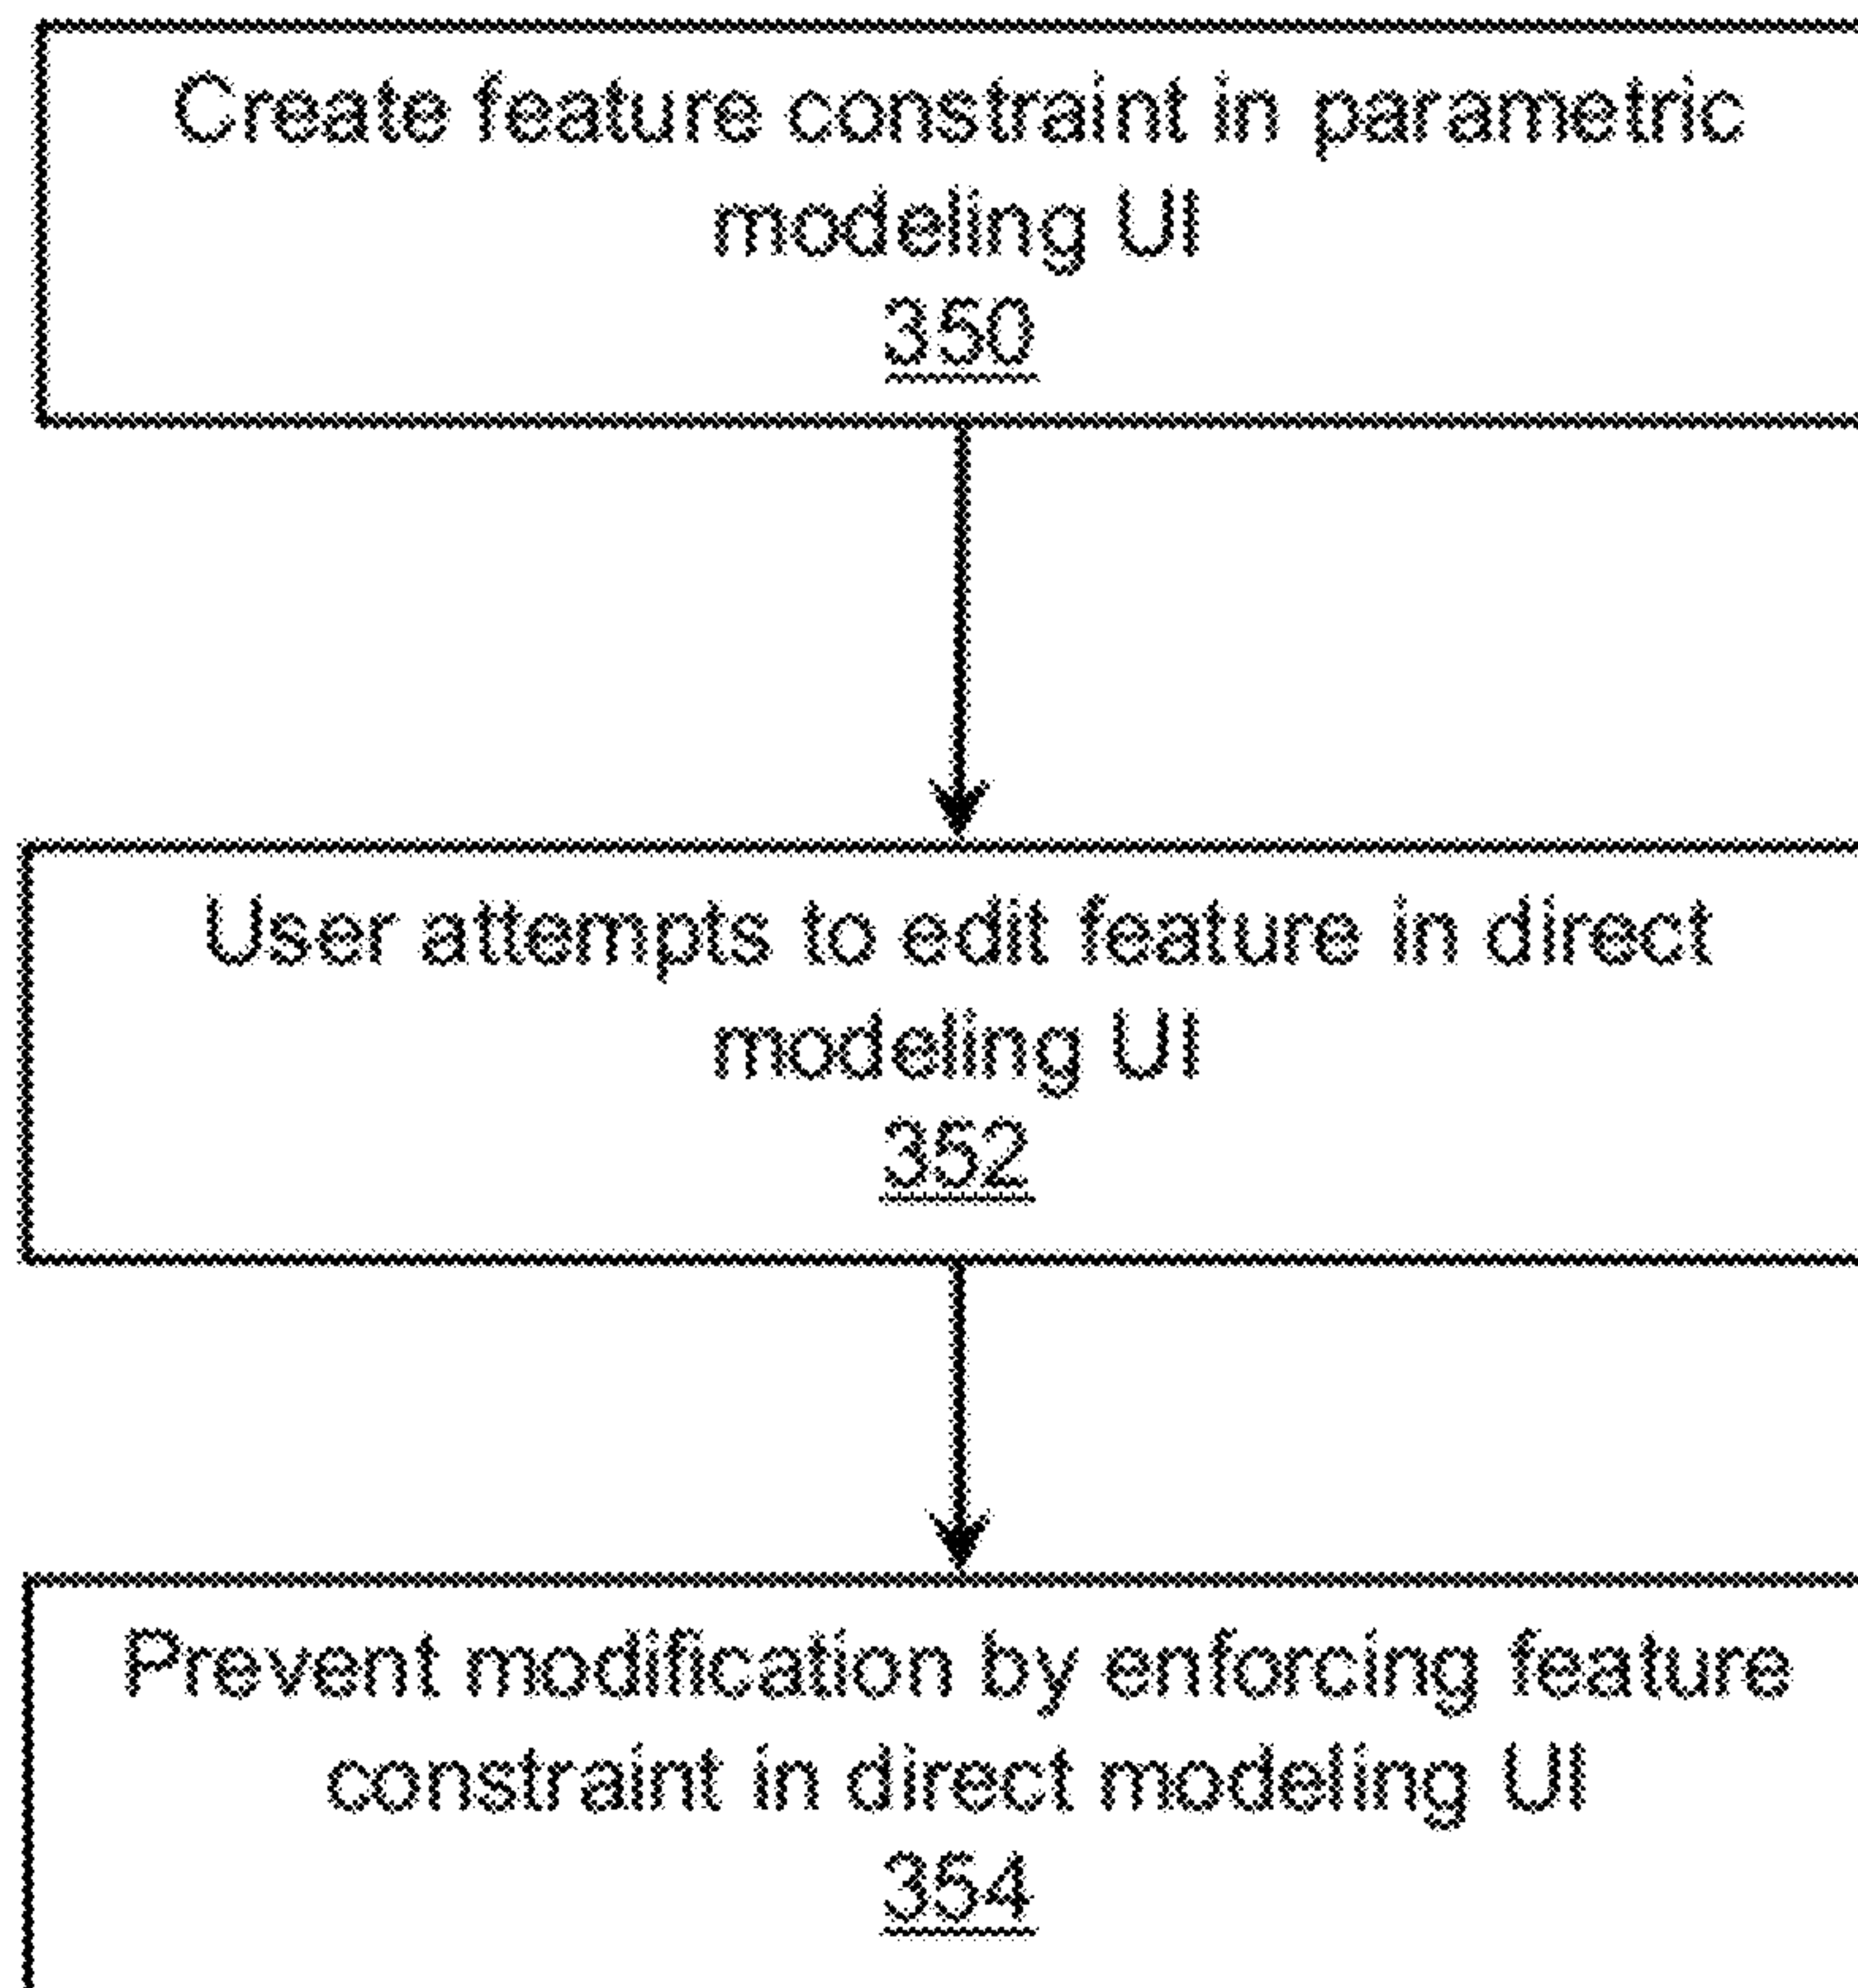 Create feature constraint in parametric
modeling UI
350
User attempts to edit feature in direct
modeling UI
352
Prevent modification by enforcing feature
constraint in direct modeling UI
354